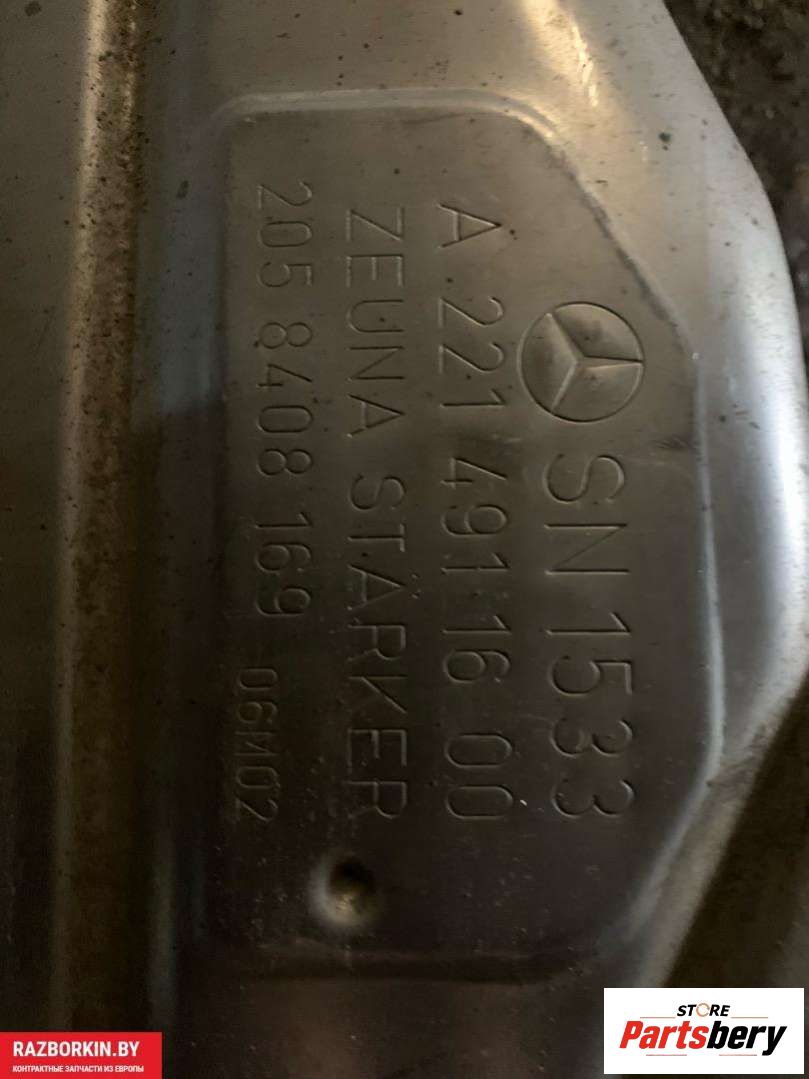 SN 1533
A 221 491 16 00
ZEUNA STÄRKER
205 8408 169 06M02
RAZBORKIN.BY
КОНТРАКТНЫЕ ЗАПЧАСТИ ИЗ ЕВРОПЫ
STORE
Partsbery